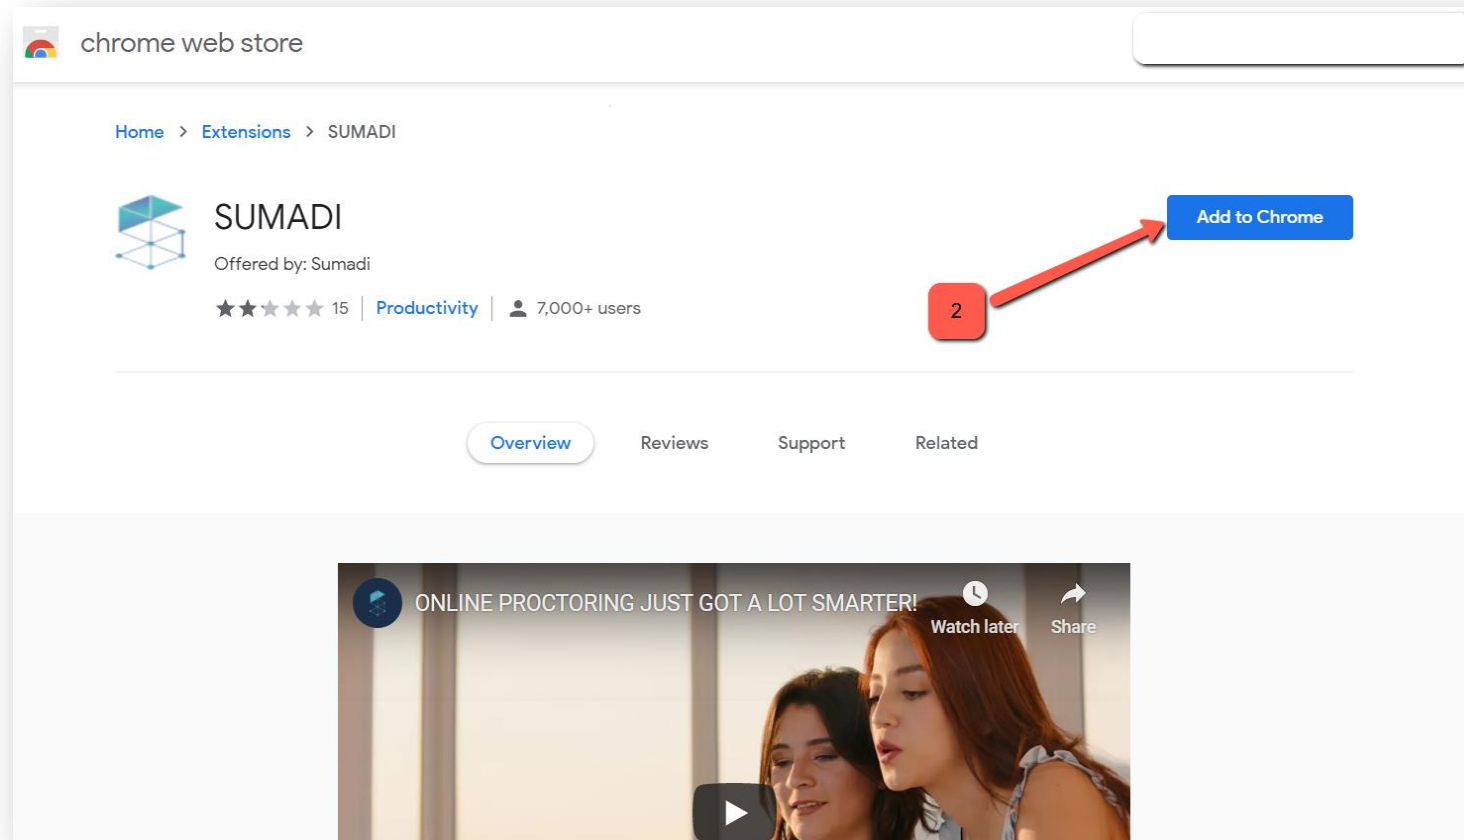 chrome web store
Home > Extensions > SUMADI
SUMADI
Add to Chrome
Offered by: Sumadi
15 Productivity 7,000+ users
2
Overview Reviews Support Related
ONLINE PROCTORING JUST GOT A LOT SMARTER!
Watch later Share